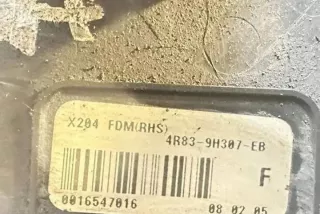 X204 FDM(RHS)
4R83-9H307-EB
F
0016547016
08 02 05